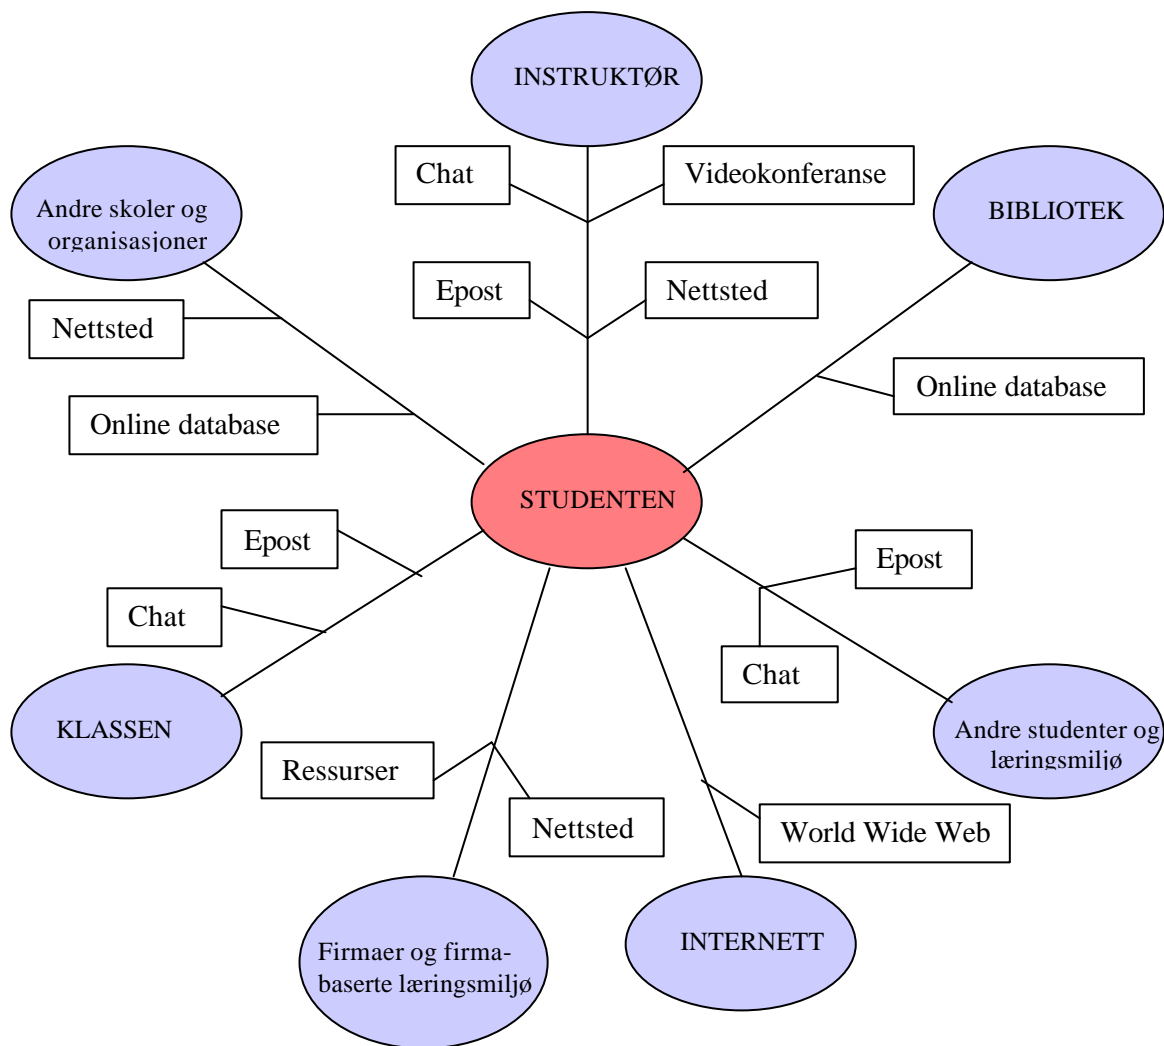 INSTRUKTØR
Chat
Videokonferanse
Andre skoler og
organisasjoner
BIBLIOTEK
Epost
Nettsted
Nettsted
Online database
Online database
STUDENTEN
Epost
Epost
Chat
Chat
KLASSEN
Andre studenter og
læringsmiljø
Ressurser
Nettsted
World Wide Web
Firmaer og firma-
baserte læringsmiljø
INTERNETT